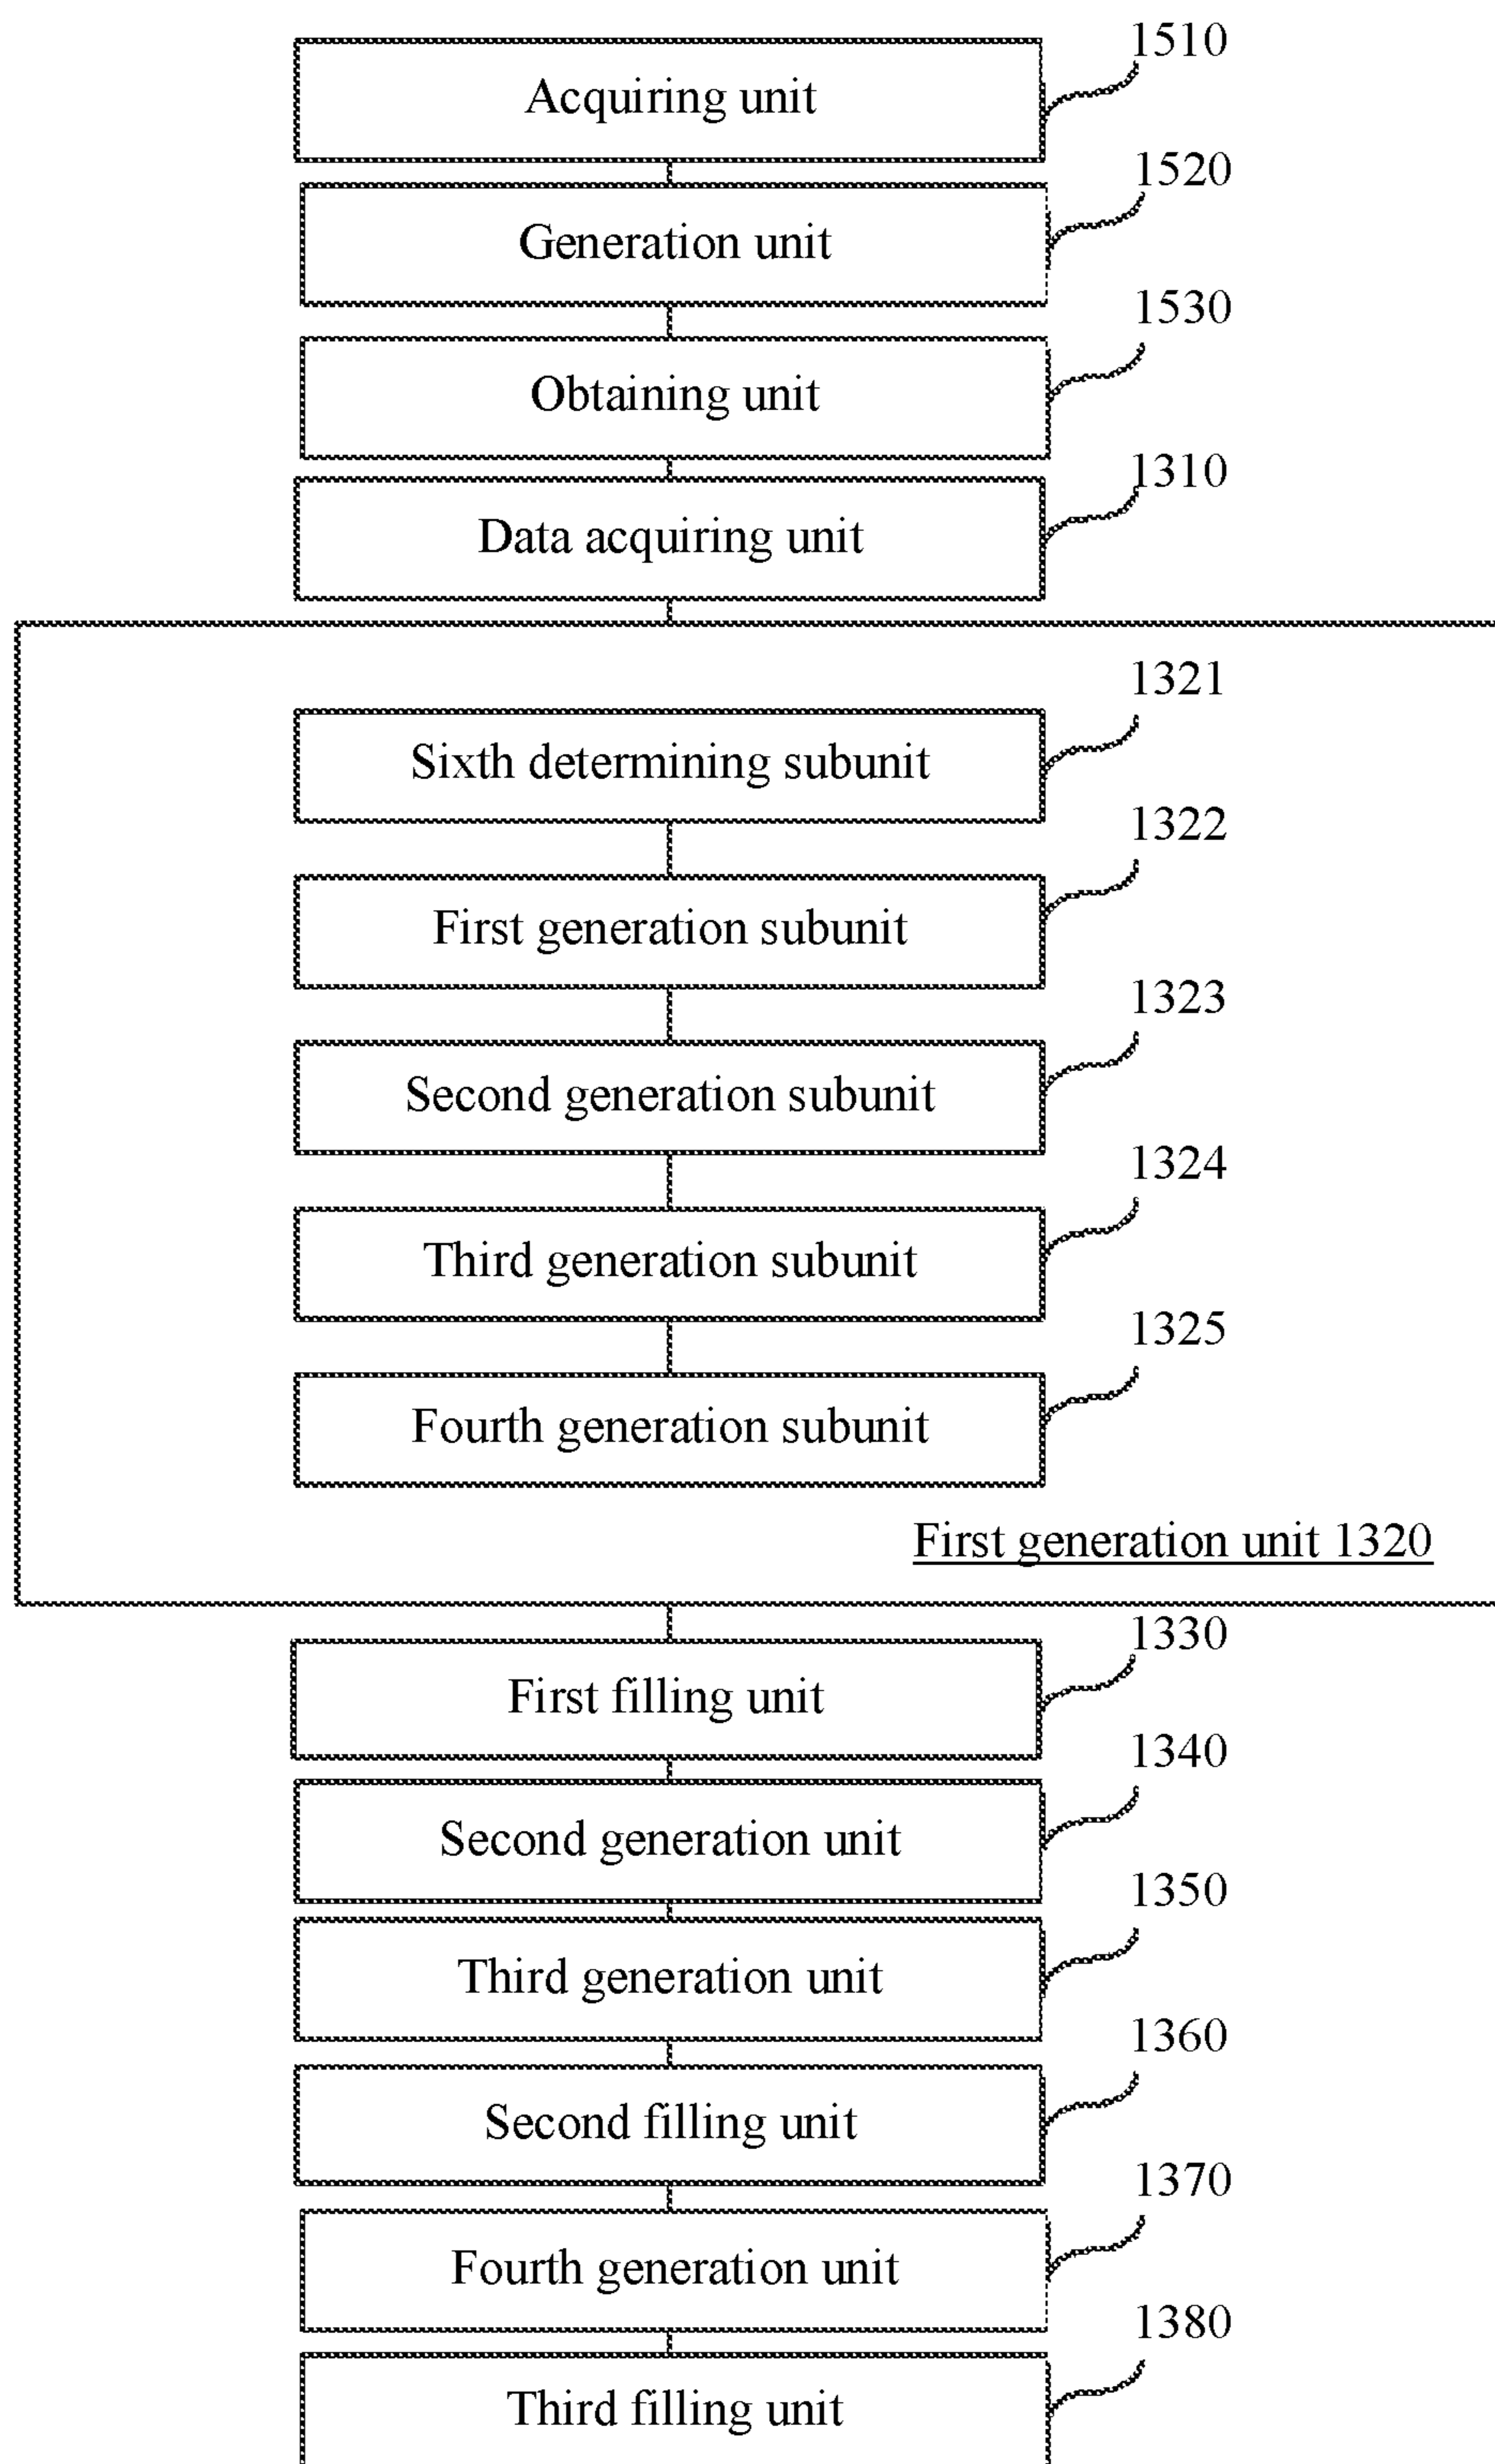 1510
Acquiring unit
1520
Generation unit
1530
Obtaining unit
1310
Data acquiring unit
1321
Sixth determining subunit
1322
First generation subunit
1323
Second generation subunit
1324
Third generation subunit
1325
Fourth generation subunit
First generation unit 1320
1330
First filling unit
1340
Second generation unit
1350
Third generation unit
1360
Second filling unit
1370
Fourth generation unit
1380
Third filling unit